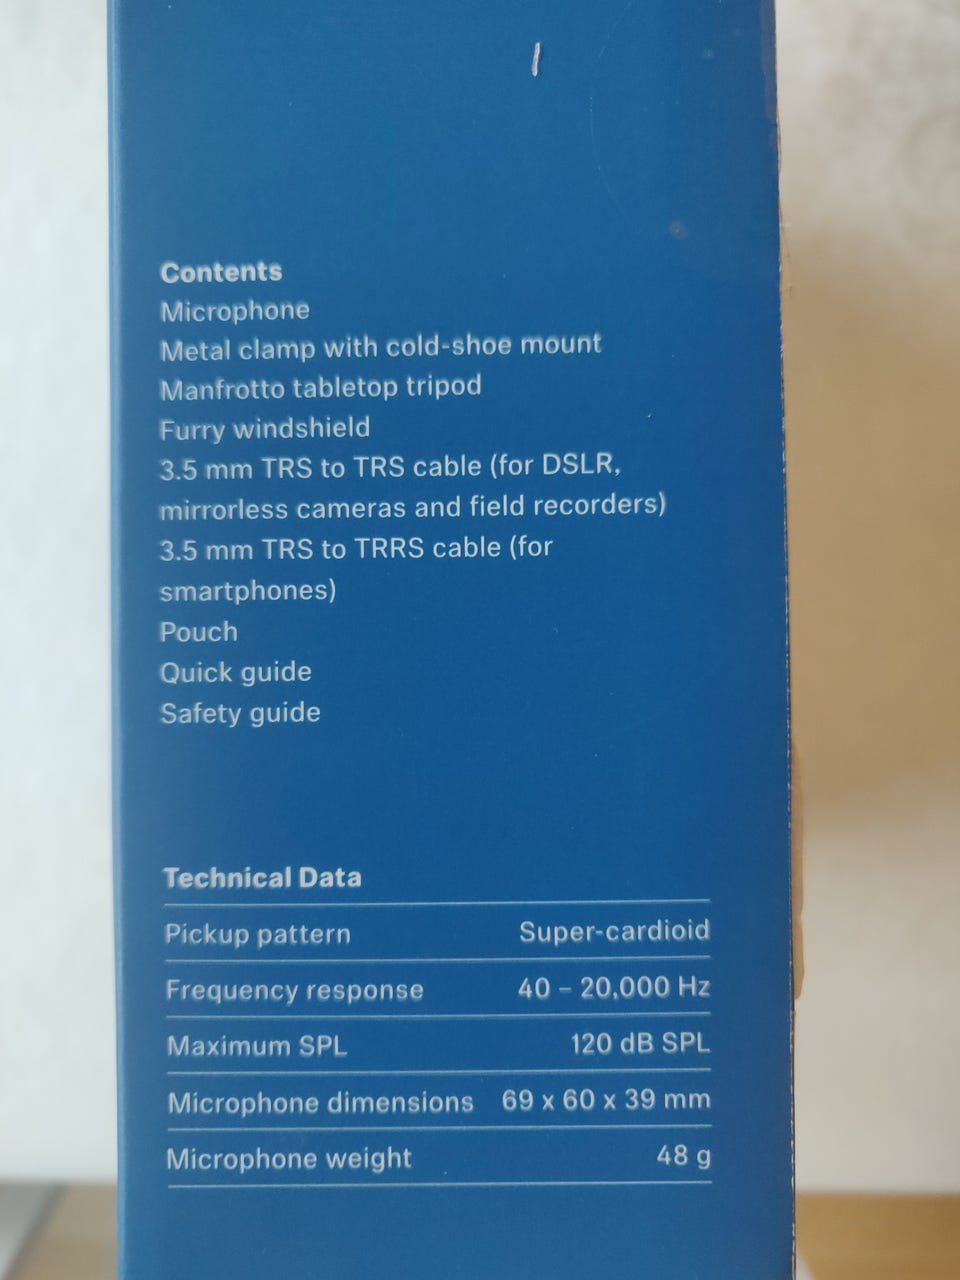 Contents
Microphone
Metal clamp with cold-shoe mount
Manfrotto tabletop tripod
Furry windshield
3.5 mm TRS to TRS cable (for DSLR,
mirrorless cameras and field recorders)
3.5 mm TRS to TRRS cable (for
smartphones)
Pouch
Quick guide
Safety guide
Technical Data
Pickup pattern Super-cardioid
Frequency response 40 – 20,000 Hz
Maximum SPL 120 dB SPL
Microphone dimensions 69 x 60 x 39 mm
Microphone weight 48 g